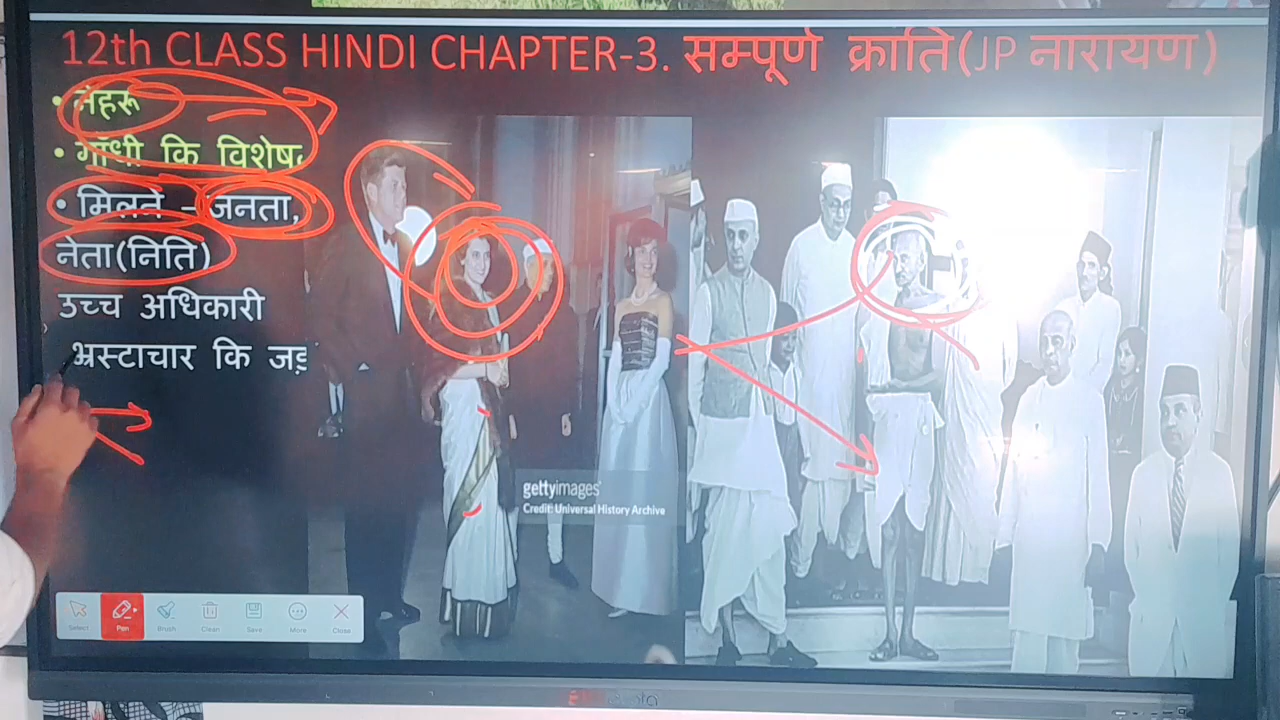 12th CLASS HINDI CHAPTER-3. सम्पूर्ण क्रांति(JP नारायण)
• नेहरू
• गाँधी कि विशेष
• मिलते - जनता,
नेता(निति)
उच्च अधिकारी
भ्रस्टाचार कि जड़
gettyimages
Credit: Universal History Archive
Select Pen Brush Clean Save More Close